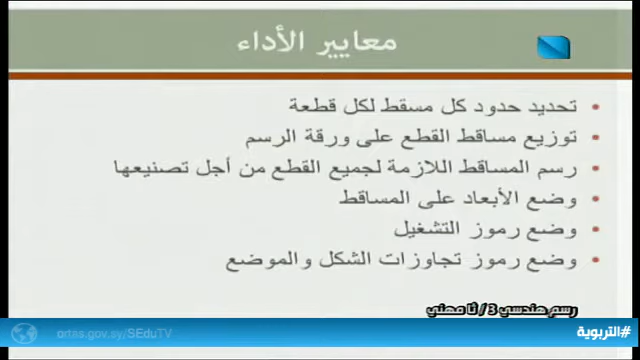 معايير الأداء
• تحديد حدود كل مسقط لكل قطعة
• توزيع مساقط القطع على ورقة الرسم
• رسم المساقط اللازمة لجميع القطع من أجل تصنيعها
• وضع الأبعاد على المساقط
• وضع رموز التشغيل
• وضع رموز تجاوزات الشكل والموضع
رسم هندسي 3 / ثا مهني
#التربوية
ortas.gov.sy/SEduTV